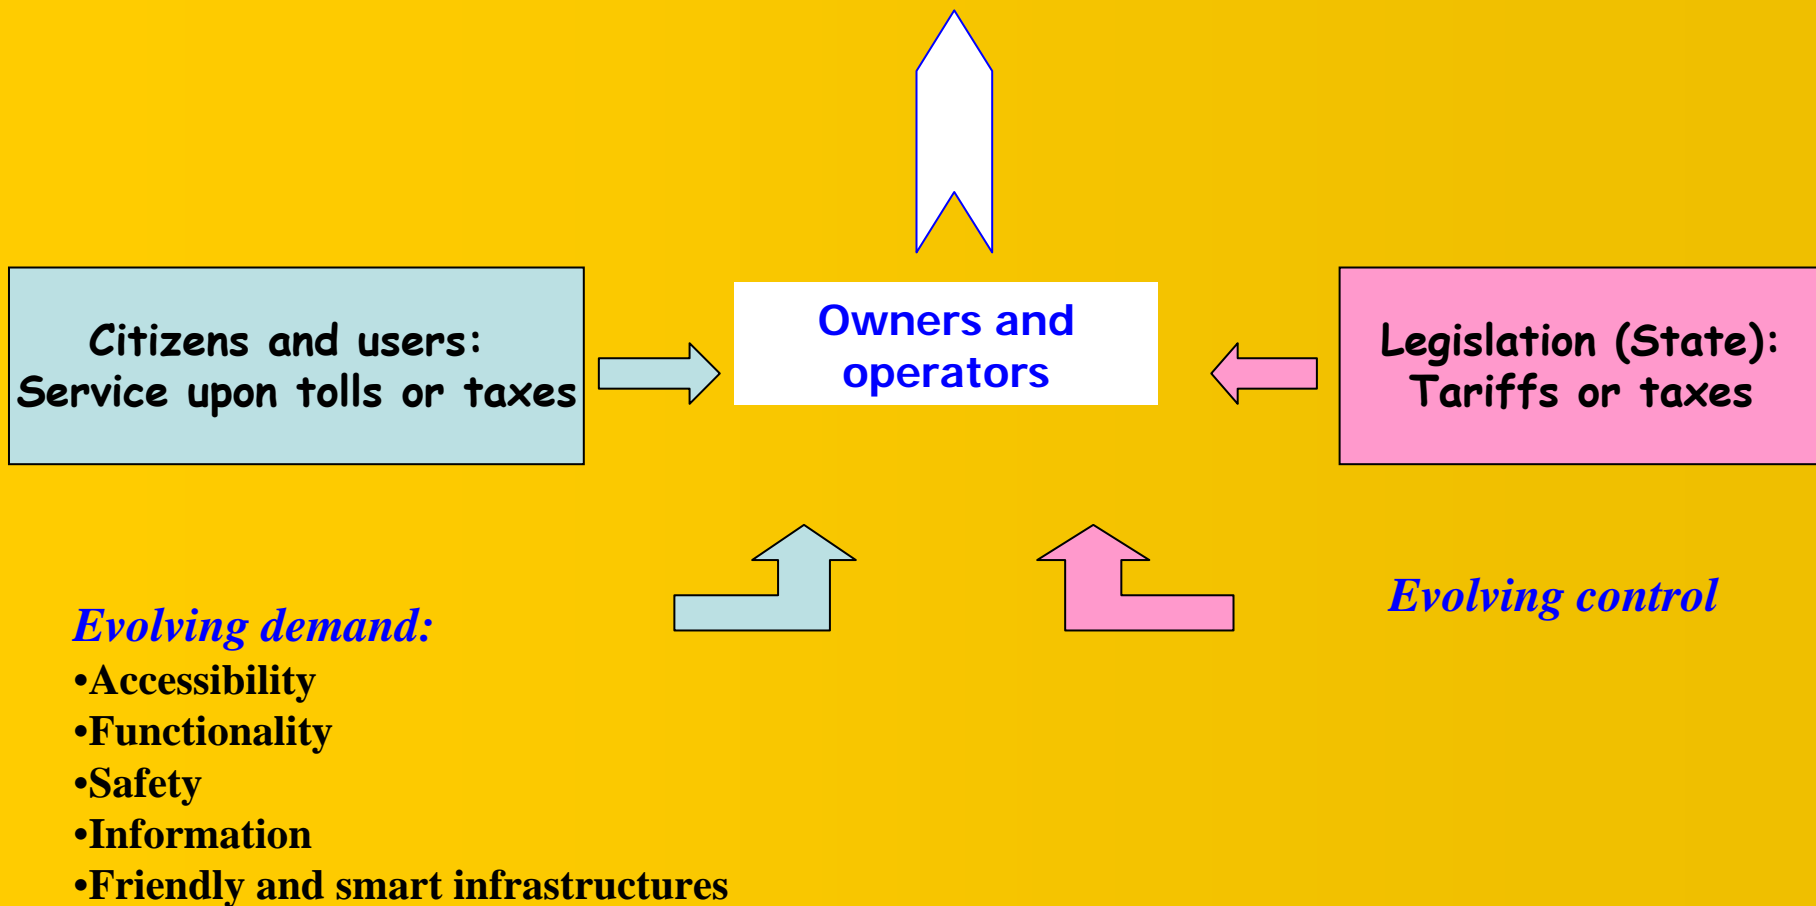 Citizens and users:
Service upon tolls or taxes
Owners and
operators
Legislation (State):
Tariffs or taxes
Evolving demand:
•Accessibility
•Functionality
•Safety
•Information
•Friendly and smart infrastructures
Evolving control